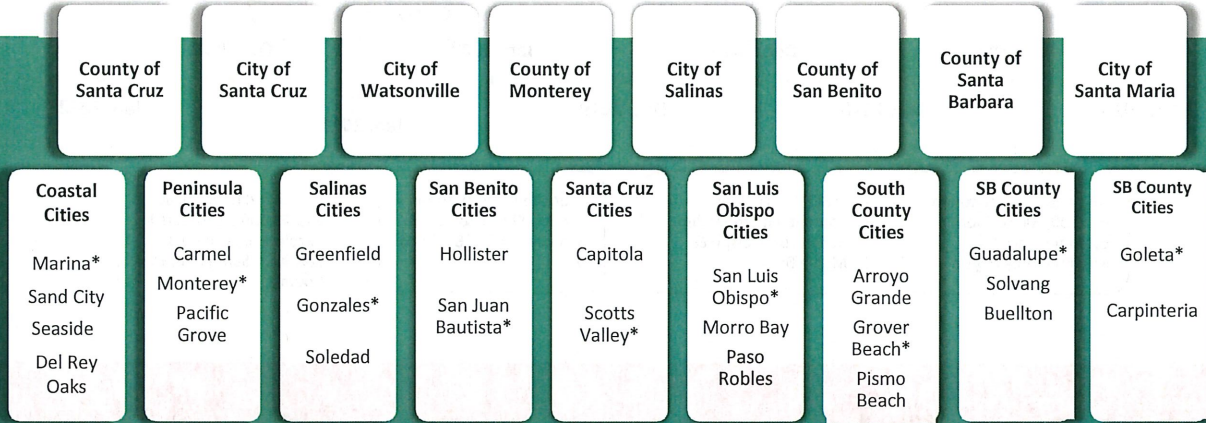 County of
Santa Cruz
City of
Santa Cruz
City of
Watsonville
County of
Monterey
City of
Salinas
County of
San Benito
County of
Santa
Barbara
City of
Santa Maria
Coastal
Cities
Marina*
Sand City
Seaside
Del Rey
Oaks
Peninsula
Cities
Carmel
Monterey*
Pacific
Grove
Salinas
Cities
Greenfield
Gonzales*
Soledad
San Benito
Cities
Hollister
San Juan
Bautista*
Santa Cruz
Cities
Capitola
Scotts
Valley*
San Luis
Obispo
Cities
San Luis
Obispo*
Morro Bay
Paso
Robles
South
County
Cities
Arroyo
Grande
Grover
Beach*
Pismo
Beach
SB County
Cities
Guadalupe*
Solvang
Buellton
SB County
Cities
Goleta*
Carpinteria